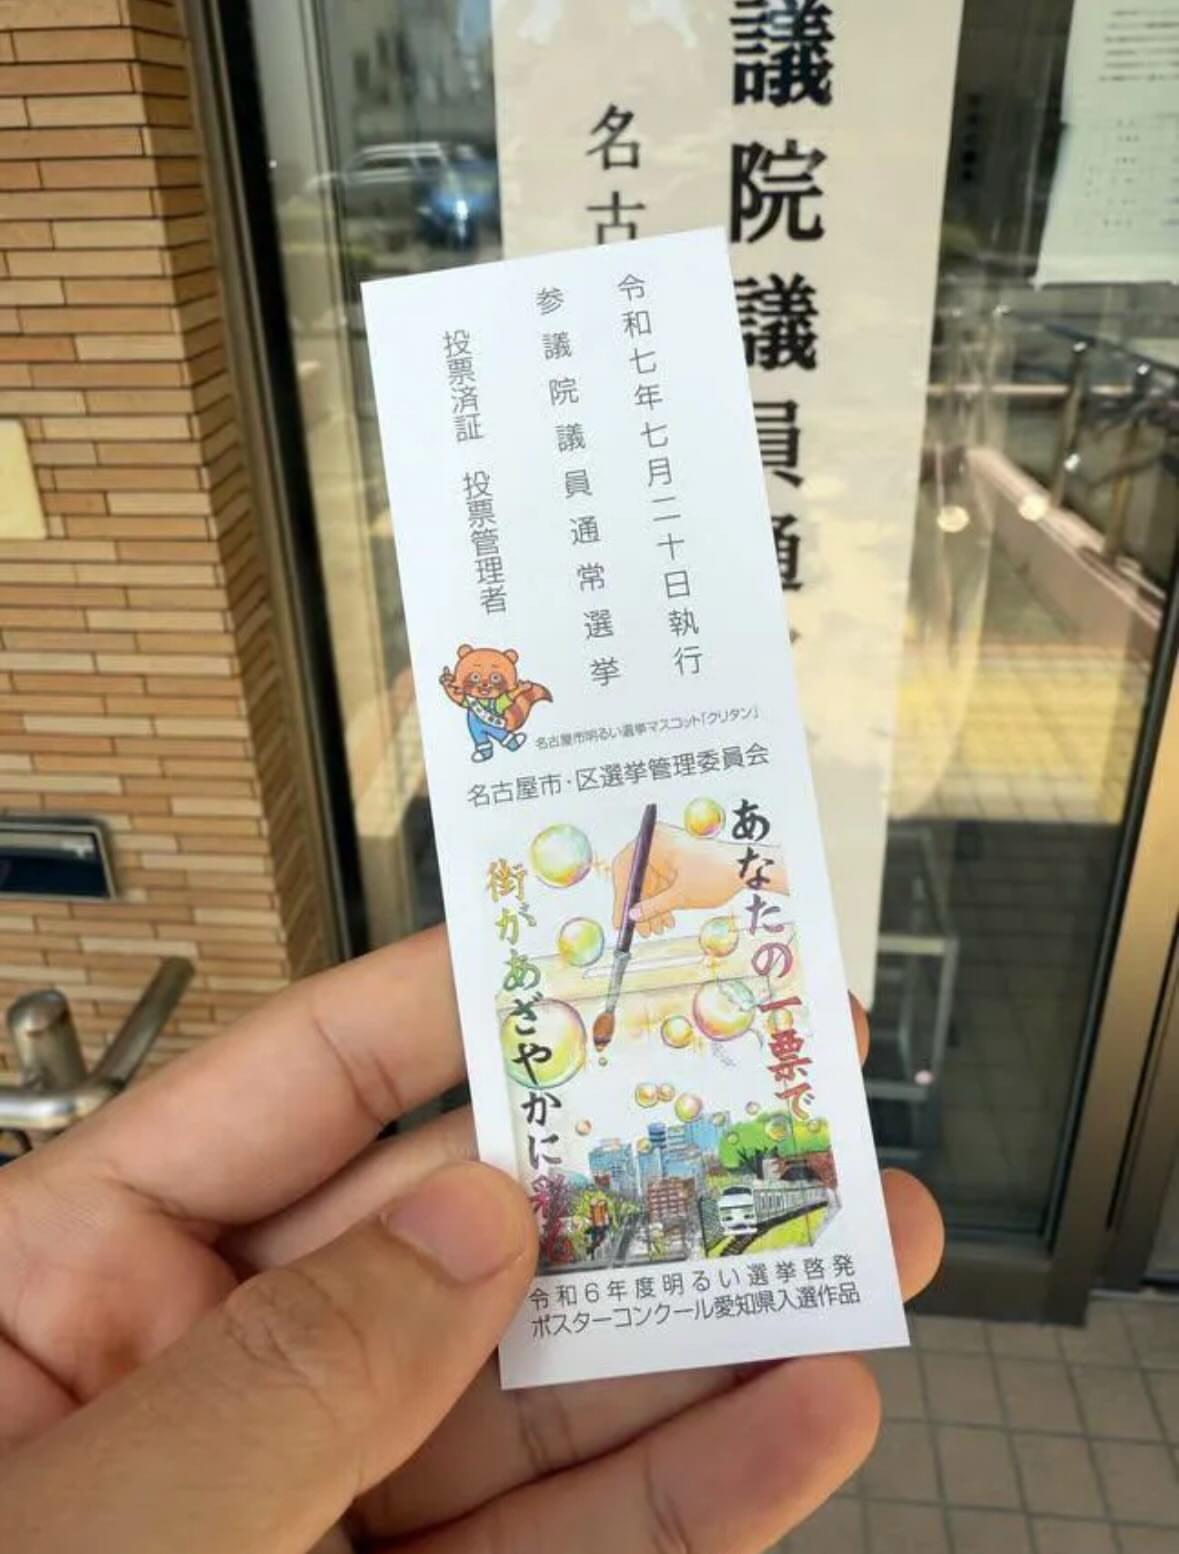 議院議員通
名古
令和七年七月二十日執行
参議院議員通常選挙
投票済証 投票管理者
名古屋市明るい選挙マスコット「クリタン」
名古屋市・区選挙管理委員会
あなたの一票で
街があざやかに彩る
令和6年度明るい選挙啓発
ポスターコンクール愛知県入選作品